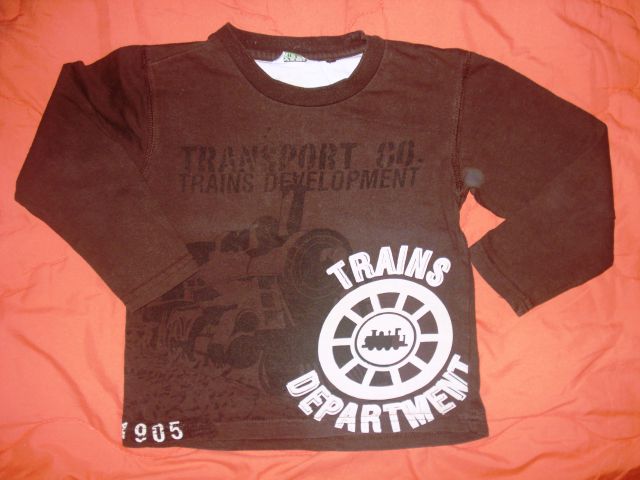 TRANSPORT CO.
TRAINS DEVELOPMENT
TRAINS
DEPARTMENT
1905